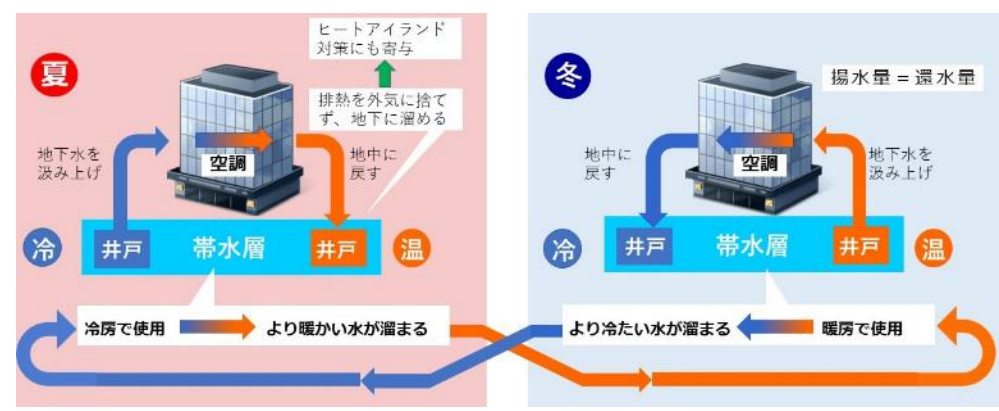 夏
ヒートアイランド
対策にも寄与
排熱を外気に捨て
ず、地下に溜める
地下水を
汲み上げ
空調
地中に
戻す
冷
井戸
帯水層
井戸
温
冷房で使用
より暖かい水が溜まる
冬
揚水量＝還水量
地中に
戻す
空調
地下水を
汲み上げ
冷
井戸
帯水層
井戸
温
より冷たい水が溜まる
暖房で使用